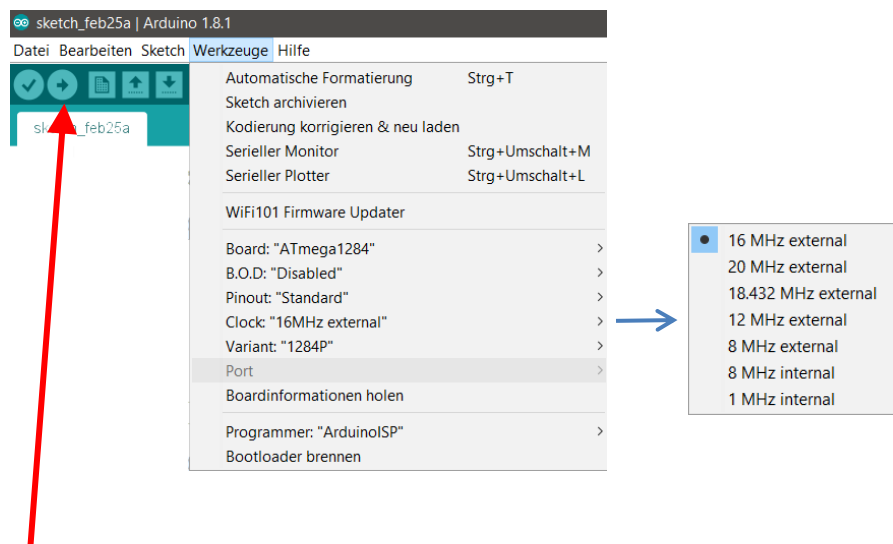 sketch_feb25a | Arduino 1.8.1
Datei Bearbeiten Sketch Werkzeuge Hilfe
sketch_feb25a
Automatische Formatierung Strg+T
Sketch archivieren
Kodierung korrigieren & neu laden
Serieller Monitor Strg+Umschalt+M
Serieller Plotter Strg+Umschalt+L
WiFi101 Firmware Updater
Board: "ATmega1284"
B.O.D: "Disabled"
Pinout: "Standard"
Clock: "16MHz external"
Variant: "1284P"
Port
Boardinformationen holen
Programmer: "ArduinoISP"
Bootloader brennen
16 MHz external
20 MHz external
18.432 MHz external
12 MHz external
8 MHz external
8 MHz internal
1 MHz internal